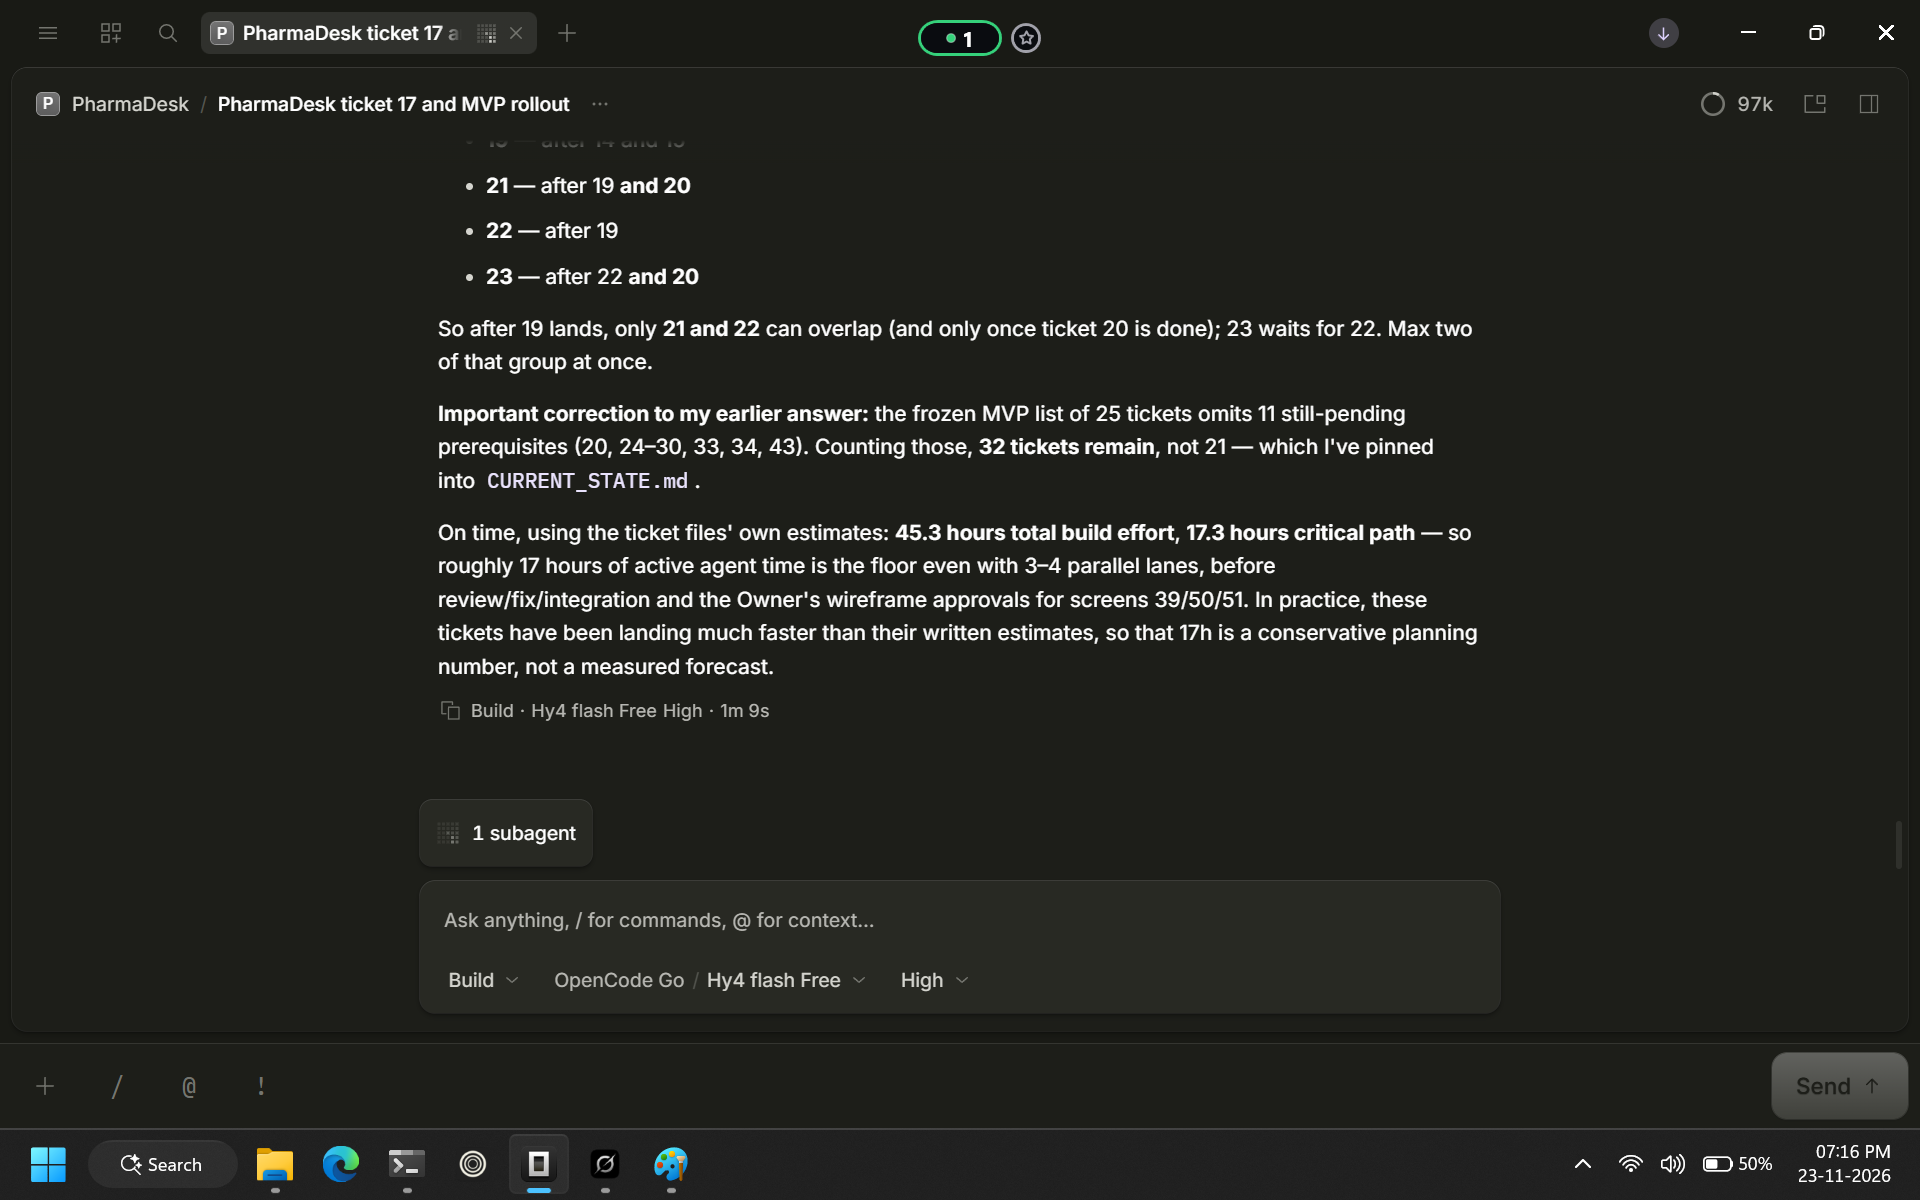 P PharmaDesk ticket 17 a
1
P PharmaDesk / PharmaDesk ticket 17 and MVP rollout ...
97k
• 21 — after 19 and 20
• 22 — after 19
• 23 — after 22 and 20
So after 19 lands, only 21 and 22 can overlap (and only once ticket 20 is done); 23 waits for 22. Max two
of that group at once.
Important correction to my earlier answer: the frozen MVP list of 25 tickets omits 11 still-pending
prerequisites (20, 24–30, 33, 34, 43). Counting those, 32 tickets remain, not 21 — which I've pinned
into CURRENT_STATE.md.
On time, using the ticket files' own estimates: 45.3 hours total build effort, 17.3 hours critical path — so
roughly 17 hours of active agent time is the floor even with 3–4 parallel lanes, before
review/fix/integration and the Owner's wireframe approvals for screens 39/50/51. In practice, these
tickets have been landing much faster than their written estimates, so that 17h is a conservative planning
number, not a measured forecast.
Build · Hy4 flash Free High · 1m 9s
1 subagent
Ask anything, / for commands, @ for context...
Build OpenCode Go / Hy4 flash Free High
+ / @ !
Send ↑
Search
50%
07:16 PM
23-11-2026